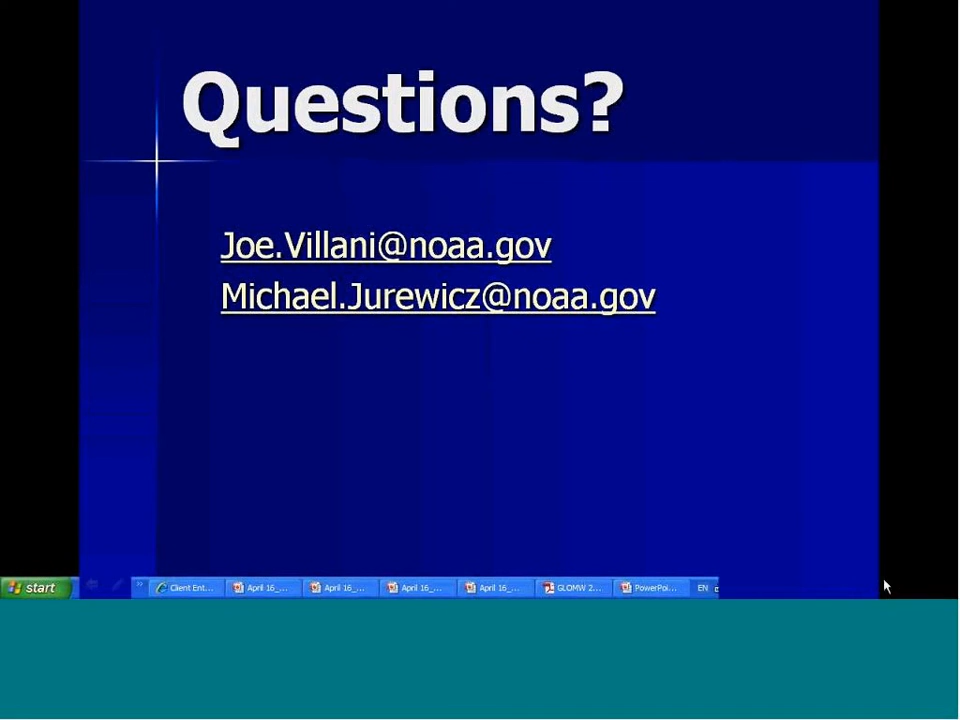 Questions?
Joe.Villani@noaa.gov
Michael.Jurewicz@noaa.gov
start » Client Ent... April 16_... April 16_... April 16_... April 16_... GLOMW 2... PowerPoi... EN